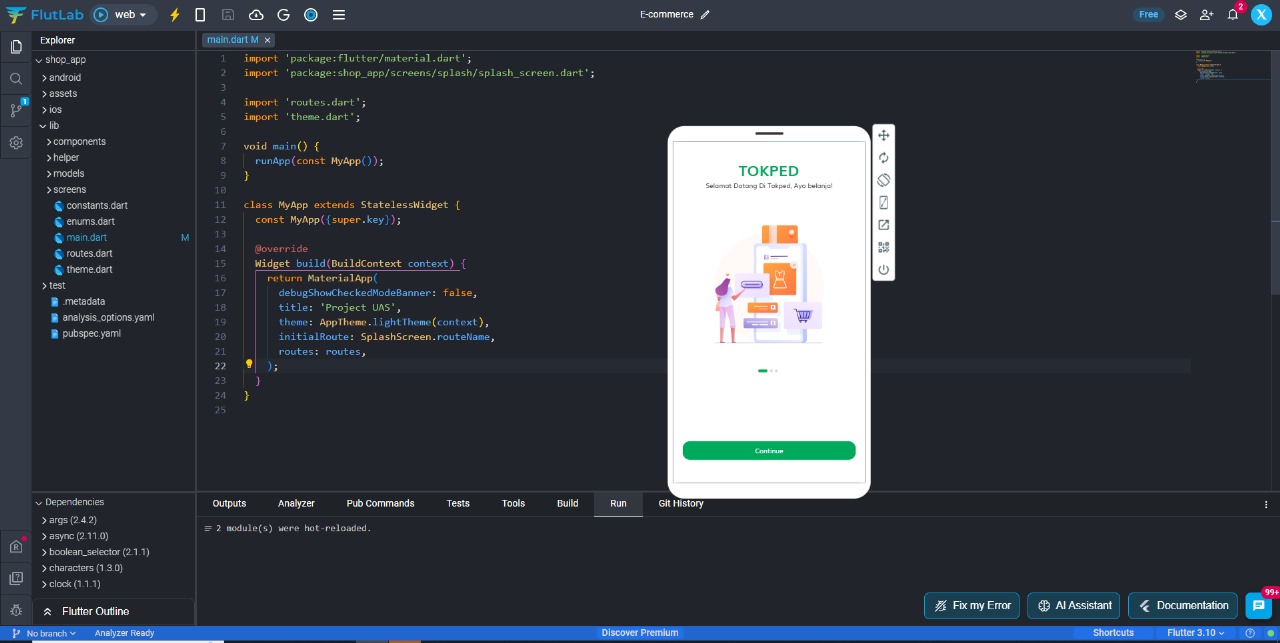 FlutLab
web
E-commerce
Free
2
X
Explorer
main.dart M ×
shop_app
android
assets
1
ios
lib
components
helper
models
screens
constants.dart
enums.dart
main.dart M
routes.dart
theme.dart
test
.metadata
analysis_options.yaml
pubspec.yaml
1 import 'package:flutter/material.dart';
2 import 'package:shop_app/screens/splash/splash_screen.dart';
3
4 import 'routes.dart';
5 import 'theme.dart';
6
7 void main() {
8 runApp(const MyApp());
9 }
10
11 class MyApp extends StatelessWidget {
12 const MyApp({super.key});
13
14 @override
15 Widget build(BuildContext context) {
16 return MaterialApp(
17 debugShowCheckedModeBanner: false,
18 title: 'Project UAS',
19 theme: AppTheme.lightTheme(context),
20 initialRoute: SplashScreen.routeName,
21 routes: routes,
22 );
23 }
24 }
25
TOKPED
Selamat Datang Di Tokped, Ayo belanja!
Continue
Dependencies
args (2.4.2)
async (2.11.0)
boolean_selector (2.1.1)
characters (1.3.0)
clock (1.1.1)
Flutter Outline
Outputs Analyzer Pub Commands Tests Tools Build Run Git History
2 module(s) were hot-reloaded.
Fix my Error
AI Assistant
Documentation
99+
No branch
Analyzer Ready
Discover Premium
Shortcuts
Flutter 3.10